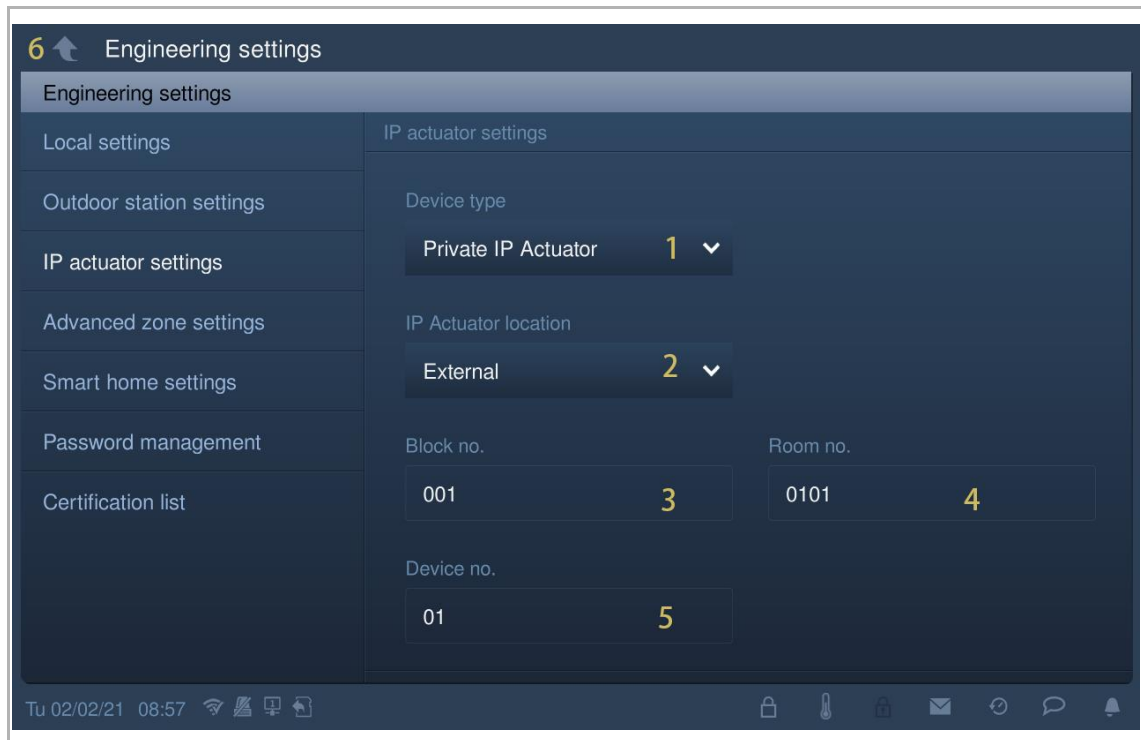 6 Engineering settings
Engineering settings
Local settings
Outdoor station settings
IP actuator settings
Advanced zone settings
Smart home settings
Password management
Certification list
IP actuator settings
Device type
Private IP Actuator 1
IP Actuator location
External 2
Block no. Room no.
001 3 0101 4
Device no.
01 5
Tu 02/02/21 08:57 1